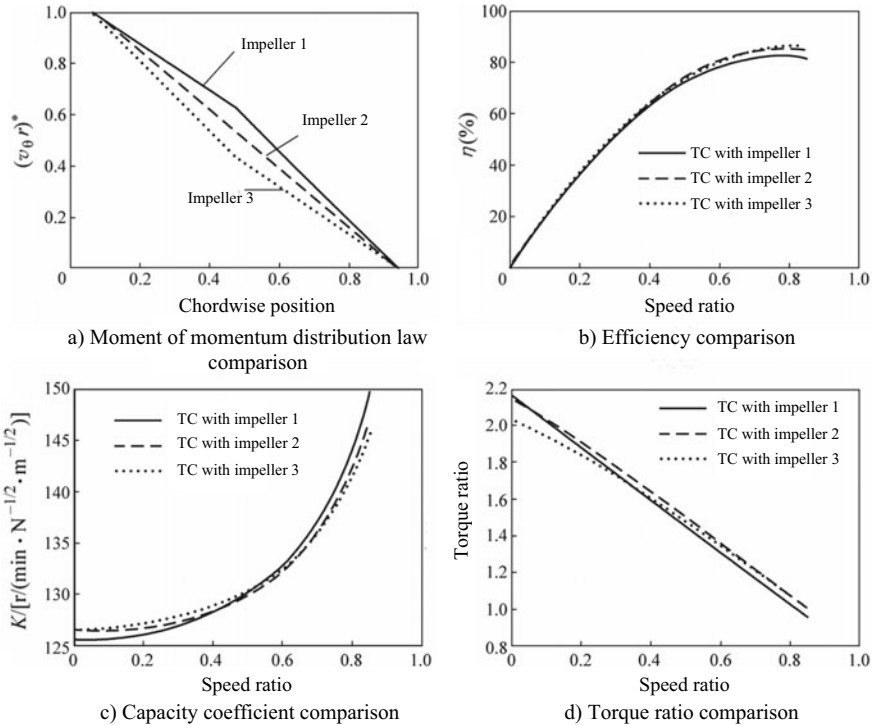 1.0
0.8
0.6
0.4
0.2
0
0.2
0.4
0.6
0.8
1.0
(v_θ r)*
Impeller 1
Impeller 2
Impeller 3
Chordwise position
a) Moment of momentum distribution law
comparison
100
80
60
40
20
0
0.2
0.4
0.6
0.8
1.0
η(%)
TC with impeller 1
TC with impeller 2
TC with impeller 3
Speed ratio
b) Efficiency comparison
150
145
140
135
130
125
0
0.2
0.4
0.6
0.8
1.0
K/[r/(min · N^{-1/2} · m^{-1/2})]
TC with impeller 1
TC with impeller 2
TC with impeller 3
Speed ratio
c) Capacity coefficient comparison
2.2
2.0
1.8
1.6
1.4
1.2
1.0
0.8
0
0.2
0.4
0.6
0.8
1.0
Torque ratio
TC with impeller 1
TC with impeller 2
TC with impeller 3
Speed ratio
d) Torque ratio comparison